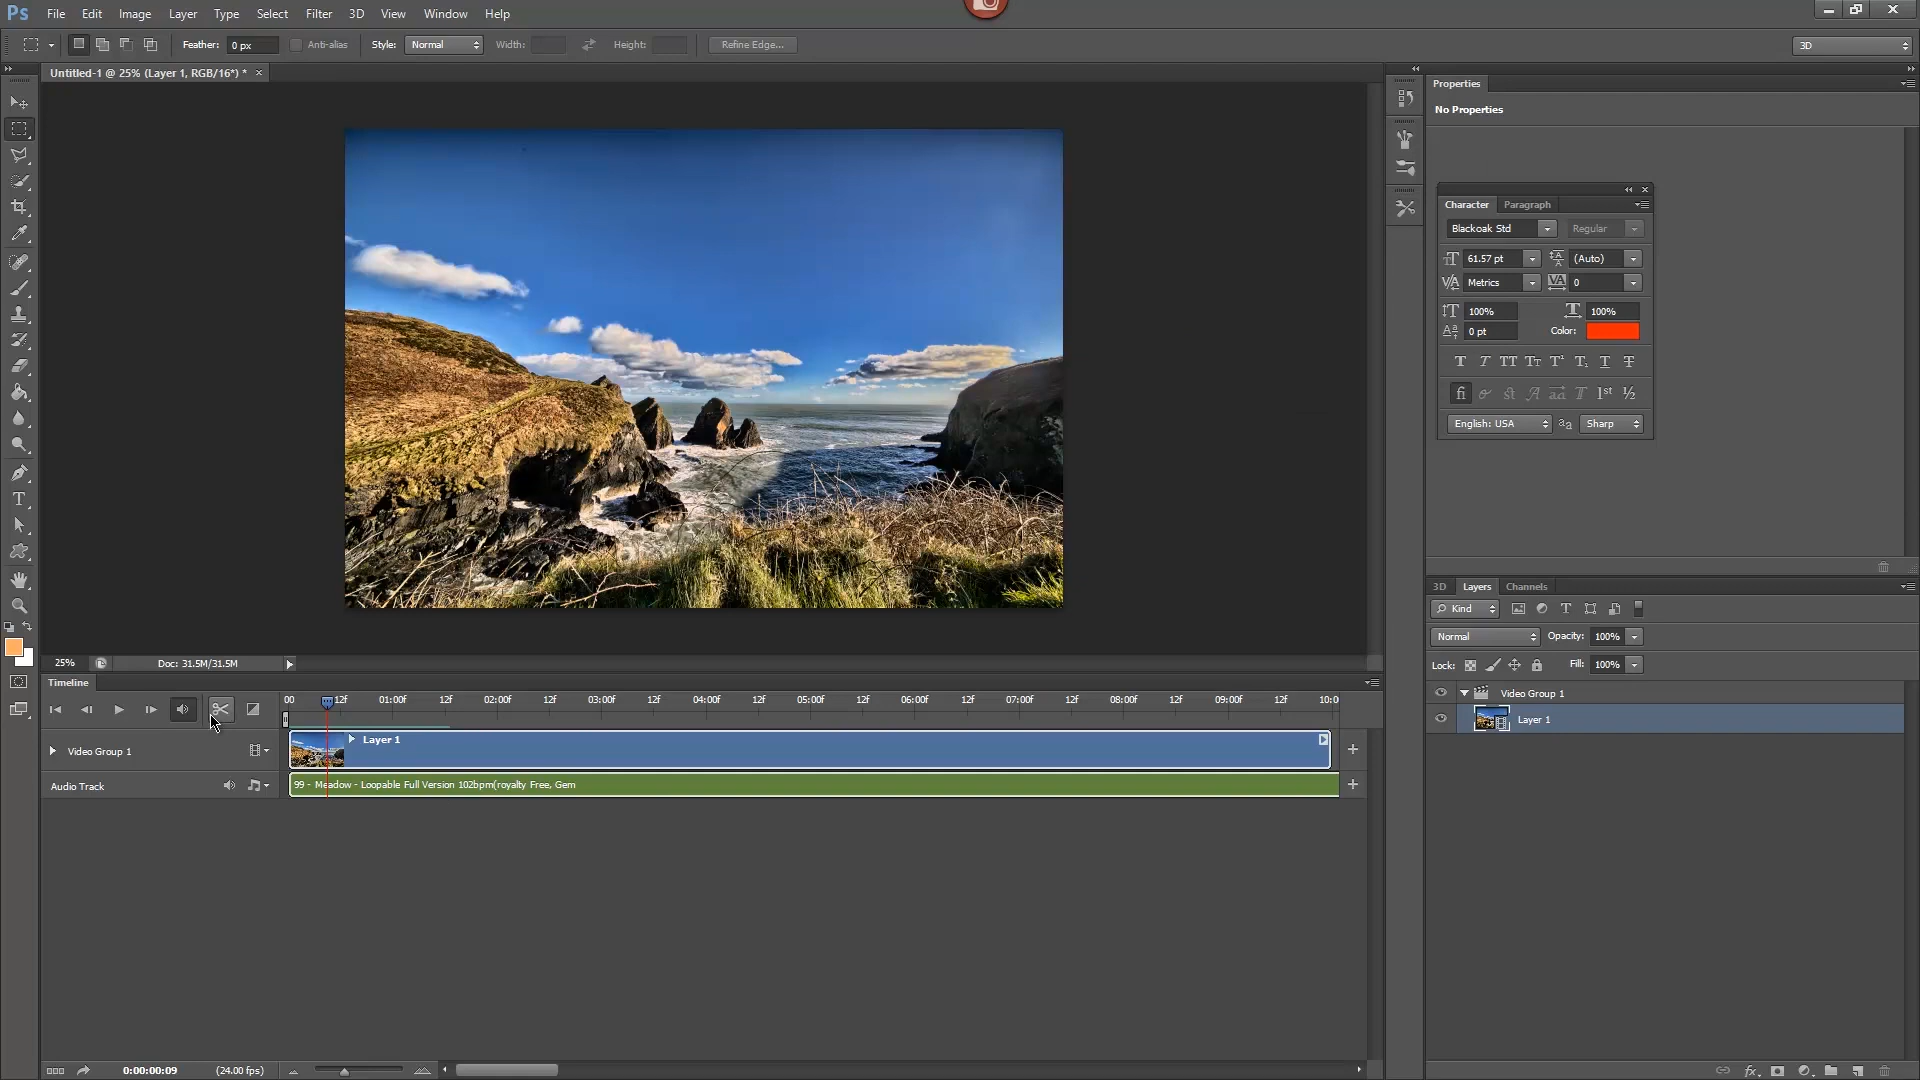 Ps File Edit Image Layer Type Select Filter 3D View Window Help
Feather: 0 px Anti-alias Style: Normal Width: Height: Refine Edge... 3D
Untitled-1 @ 25% (Layer 1, RGB/16*) * ×
Properties
No Properties
Character Paragraph
Blackoak Std Regular
61.57 pt (Auto)
Metrics 0
100% 100%
0 pt Color:
English: USA Sharp
3D Layers Channels
Kind
Normal Opacity: 100%
Lock: Fill: 100%
Video Group 1
Layer 1
25% Doc: 31.5M/31.5M
Timeline
00 12f 01:00f 12f 02:00f 12f 03:00f 12f 04:00f 12f 05:00f 12f 06:00f 12f 07:00f 12f 08:00f 12f 09:00f 12f 10:0
Video Group 1 Layer 1
Audio Track 99 - Meadow - Loopable Full Version 102bpm(royalty Free, Gem
0:00:00:09 (24.00 fps)